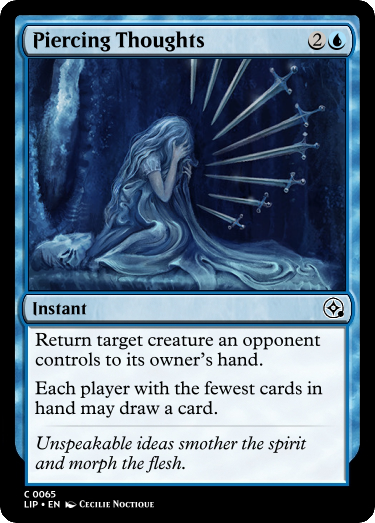 Piercing Thoughts 2
Instant
Return target creature an opponent
controls to its owner's hand.
Each player with the fewest cards in
hand may draw a card.
Unspeakable ideas smother the spirit
and morph the flesh.
C 0065
LIP • EN Cecilie Noctique